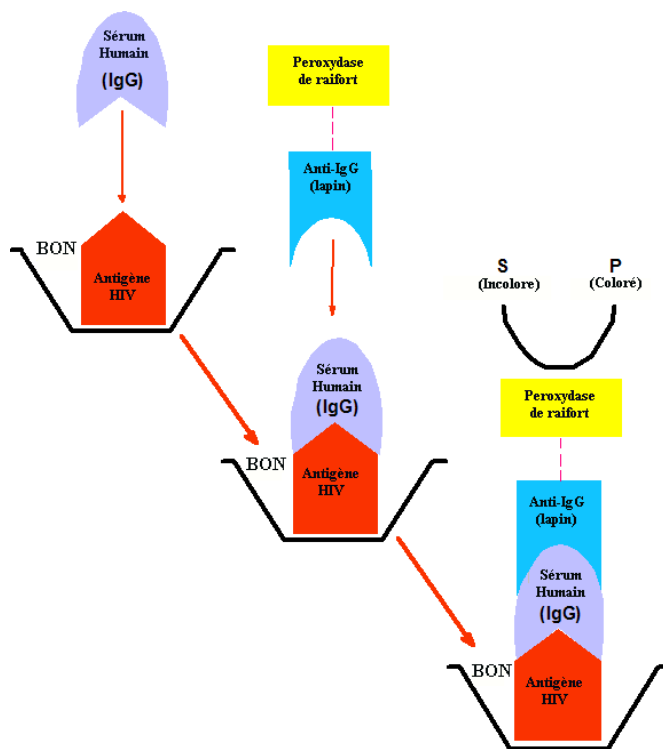 Sérum
Humain
(IgG)
Peroxydase
de raifort
Anti-IgG
(lapin)
BON
Antigène
HIV
S
(Incolore)
P
(Coloré)
Sérum
Humain
(IgG)
BON
Antigène
HIV
Peroxydase
de raifort
Anti-IgG
(lapin)
Sérum
Humain
(IgG)
BON
Antigène
HIV